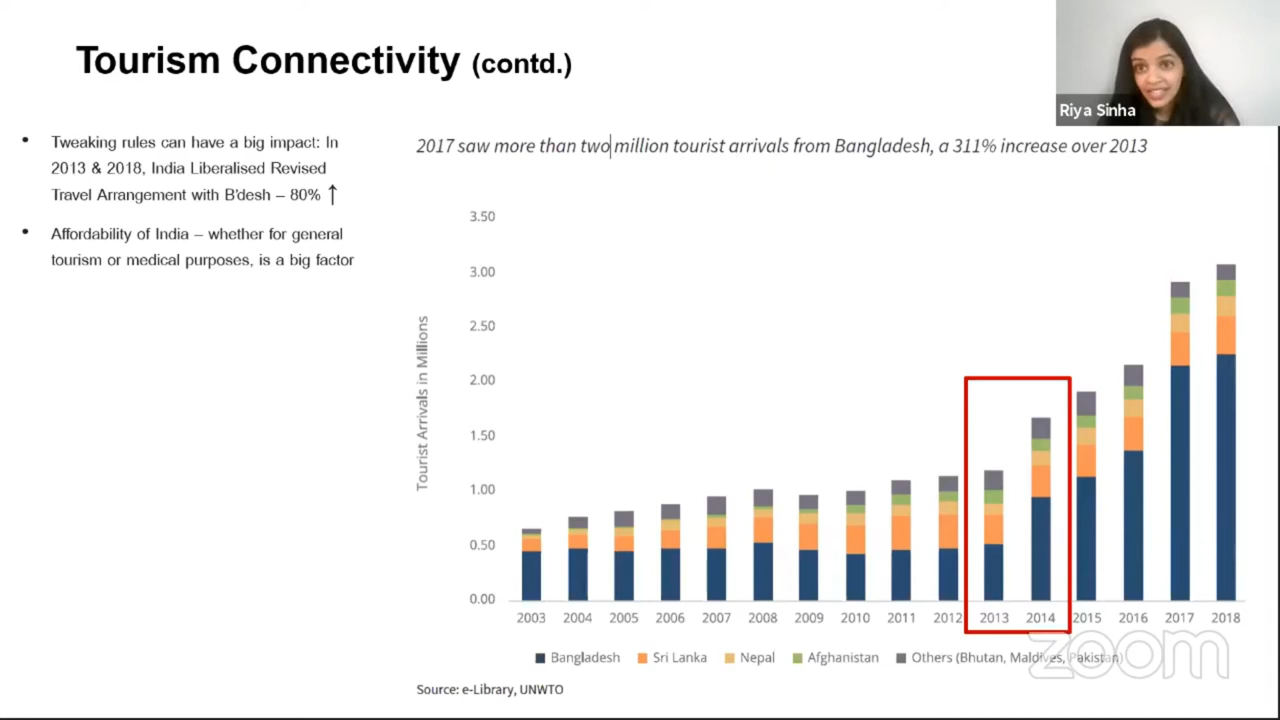 Tourism Connectivity (contd.)
Riya Sinha
• Tweaking rules can have a big impact: In
2013 & 2018, India Liberalised Revised
Travel Arrangement with B'desh – 80% ↑
• Affordability of India – whether for general
tourism or medical purposes, is a big factor
2017 saw more than two million tourist arrivals from Bangladesh, a 311% increase over 2013
Tourist Arrivals in Millions
3.50
3.00
2.50
2.00
1.50
1.00
0.50
0.00
2003 2004 2005 2006 2007 2008 2009 2010 2011 2012 2013 2014 2015 2016 2017 2018
Bangladesh Sri Lanka Nepal Afghanistan Others (Bhutan, Maldives, Pakistan)
zoom
Source: e-Library, UNWTO